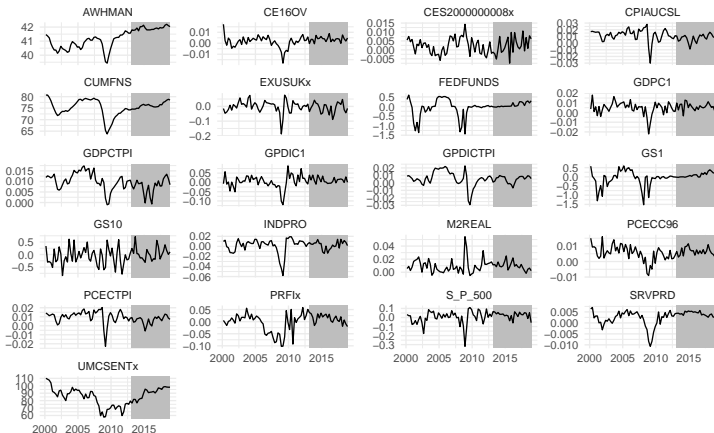 AWHMAN CE16OV CES2000000008x CPIAUCSL
42 41 40
0.01 0.00 −0.01
0.015 0.010 0.005 0.000 −0.005
0.03 0.02 0.01 0.00 −0.01 −0.02 −0.03
CUMFNS EXUSUKx FEDFUNDS GDPC1
80 75 70 65
0.0 −0.1 −0.2
0.5 0.0 −0.5 −1.0 −1.5
0.02 0.01 0.00 −0.01 −0.02
GDPCTPI GPDIC1 GPDICTPI GS1
0.015 0.010 0.005 0.000
0.05 0.00 −0.05 −0.10
0.02 0.01 0.00 −0.01 −0.02 −0.03
0.5 0.0 −0.5 −1.0 −1.5
GS10 INDPRO M2REAL PCECC96
0.5 0.0 −0.5
0.02 0.00 −0.02 −0.04 −0.06
0.04 0.02 0.00
0.01 0.00 −0.01
PCECTPI PRFIx S_P_500 SRVPRD
0.02 0.01 0.00 −0.01 −0.02
0.05 0.00 −0.05 −0.10
0.1 0.0 −0.1 −0.2 −0.3
0.005 0.000 −0.005 −0.010
2000 2005 2010 2015 2000 2005 2010 2015 2000 2005 2010 2015
UMCSENTx
110 100 90 80 70 60
2000 2005 2010 2015